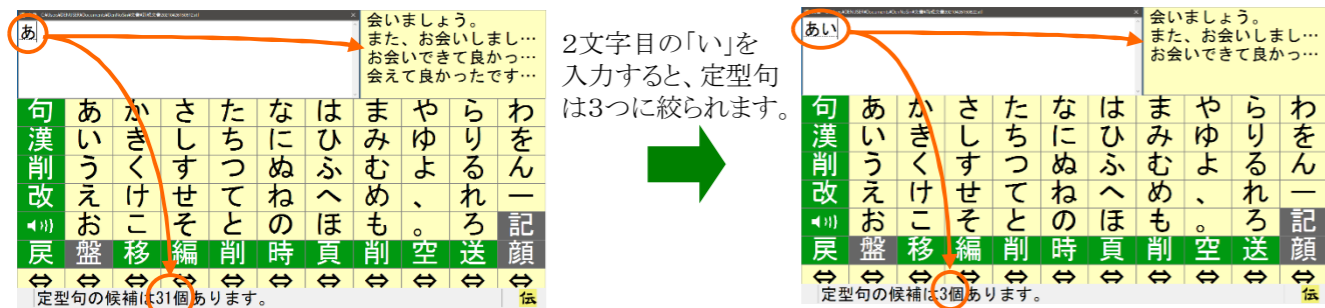 あ
会いましょう。
また、お会いしまし…
お会いできて良かっ…
会えて良かったです…
句 あ か さ た な は ま や ら わ
漢 い き し ち に ひ み ゆ り を
削 う く す つ ぬ ふ む よ る ん
改 え け せ て ね へ め 、 れ ー
お こ そ と の ほ も 。 ろ 記
戻 盤 移 編 削 時 頁 削 空 送 顔
⇔ ⇔ ⇔ ⇔ ⇔ ⇔ ⇔ ⇔ ⇔ ⇔
定型句の候補は31個あります。 伝
2文字目の「い」を
入力すると、定型句
は3つに絞られます。
あい
会いましょう。
また、お会いしまし…
お会いできて良かっ…
句 あ か さ た な は ま や ら わ
漢 い き し ち に ひ み ゆ り を
削 う く す つ ぬ ふ む よ る ん
改 え け せ て ね へ め 、 れ ー
お こ そ と の ほ も 。 ろ 記
戻 盤 移 編 削 時 頁 削 空 送 顔
⇔ ⇔ ⇔ ⇔ ⇔ ⇔ ⇔ ⇔ ⇔ ⇔
定型句の候補は3個あります。 伝